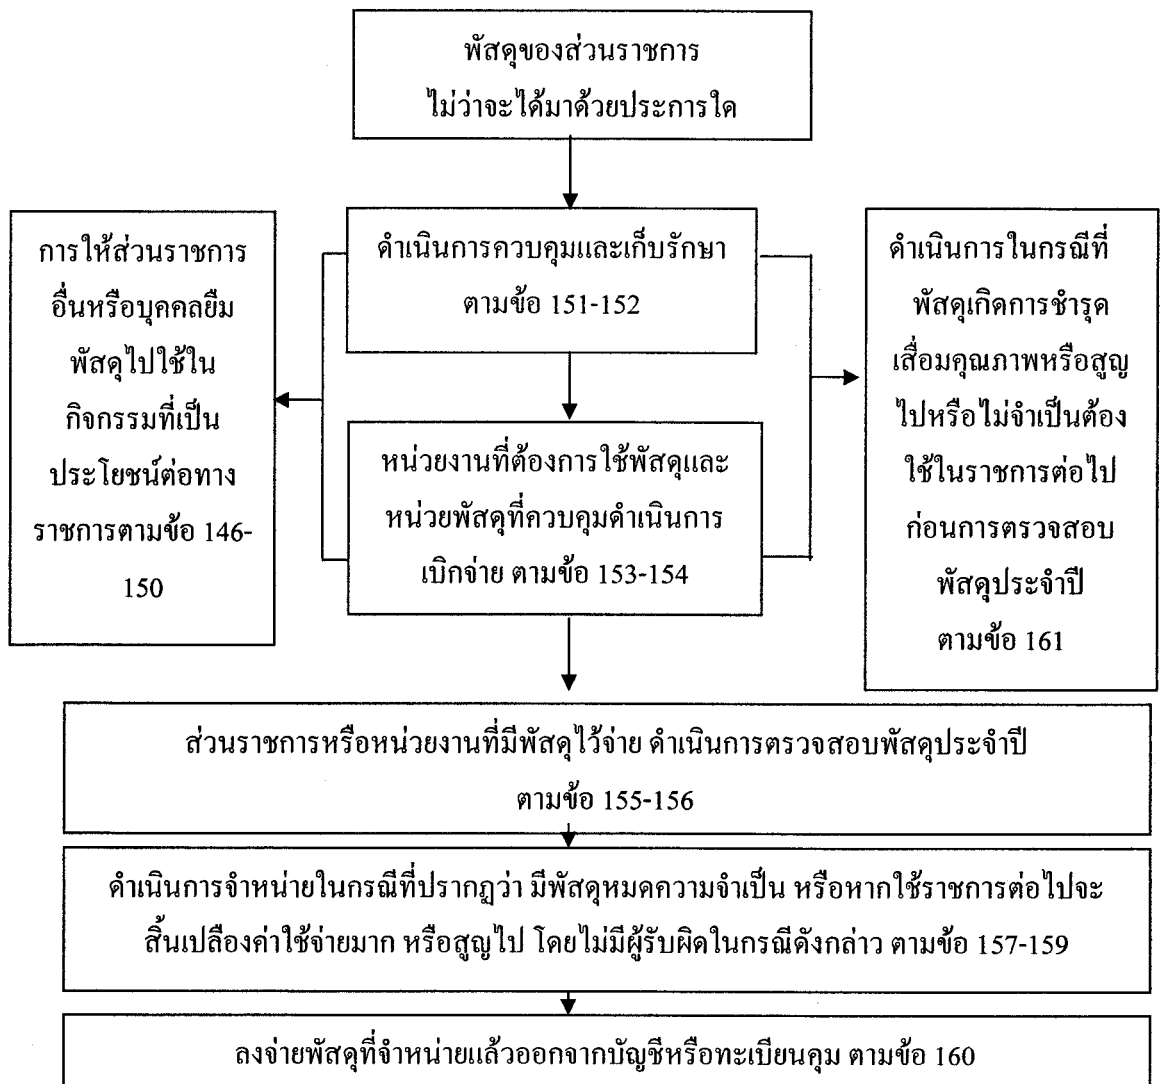 พัสดุของส่วนราชการ
ไม่ว่าจะได้มาด้วยประการใด
การให้ส่วนราชการ
อื่นหรือบุคคลยืม
พัสดุไปใช้ใน
กิจกรรมที่เป็น
ประโยชน์ต่อทาง
ราชการตามข้อ 146-
150
ดำเนินการควบคุมและเก็บรักษา
ตามข้อ 151-152
หน่วยงานที่ต้องการใช้พัสดุและ
หน่วยพัสดุที่ควบคุมดำเนินการ
เบิกจ่าย ตามข้อ 153-154
ดำเนินการในกรณีที่
พัสดุเกิดการชำรุด
เสื่อมคุณภาพหรือสูญ
ไปหรือไม่จำเป็นต้อง
ใช้ในราชการต่อไป
ก่อนการตรวจสอบ
พัสดุประจำปี
ตามข้อ 161
ส่วนราชการหรือหน่วยงานที่มีพัสดุไว้จ่าย ดำเนินการตรวจสอบพัสดุประจำปี
ตามข้อ 155-156
ดำเนินการจำหน่ายในกรณีที่ปรากฏว่า มีพัสดุหมดความจำเป็น หรือหากใช้ราชการต่อไปจะ
สิ้นเปลืองค่าใช้จ่ายมาก หรือสูญไป โดยไม่มีผู้รับผิดในกรณีดังกล่าว ตามข้อ 157-159
ลงจ่ายพัสดุที่จำหน่ายแล้วออกจากบัญชีหรือทะเบียนคุม ตามข้อ 160